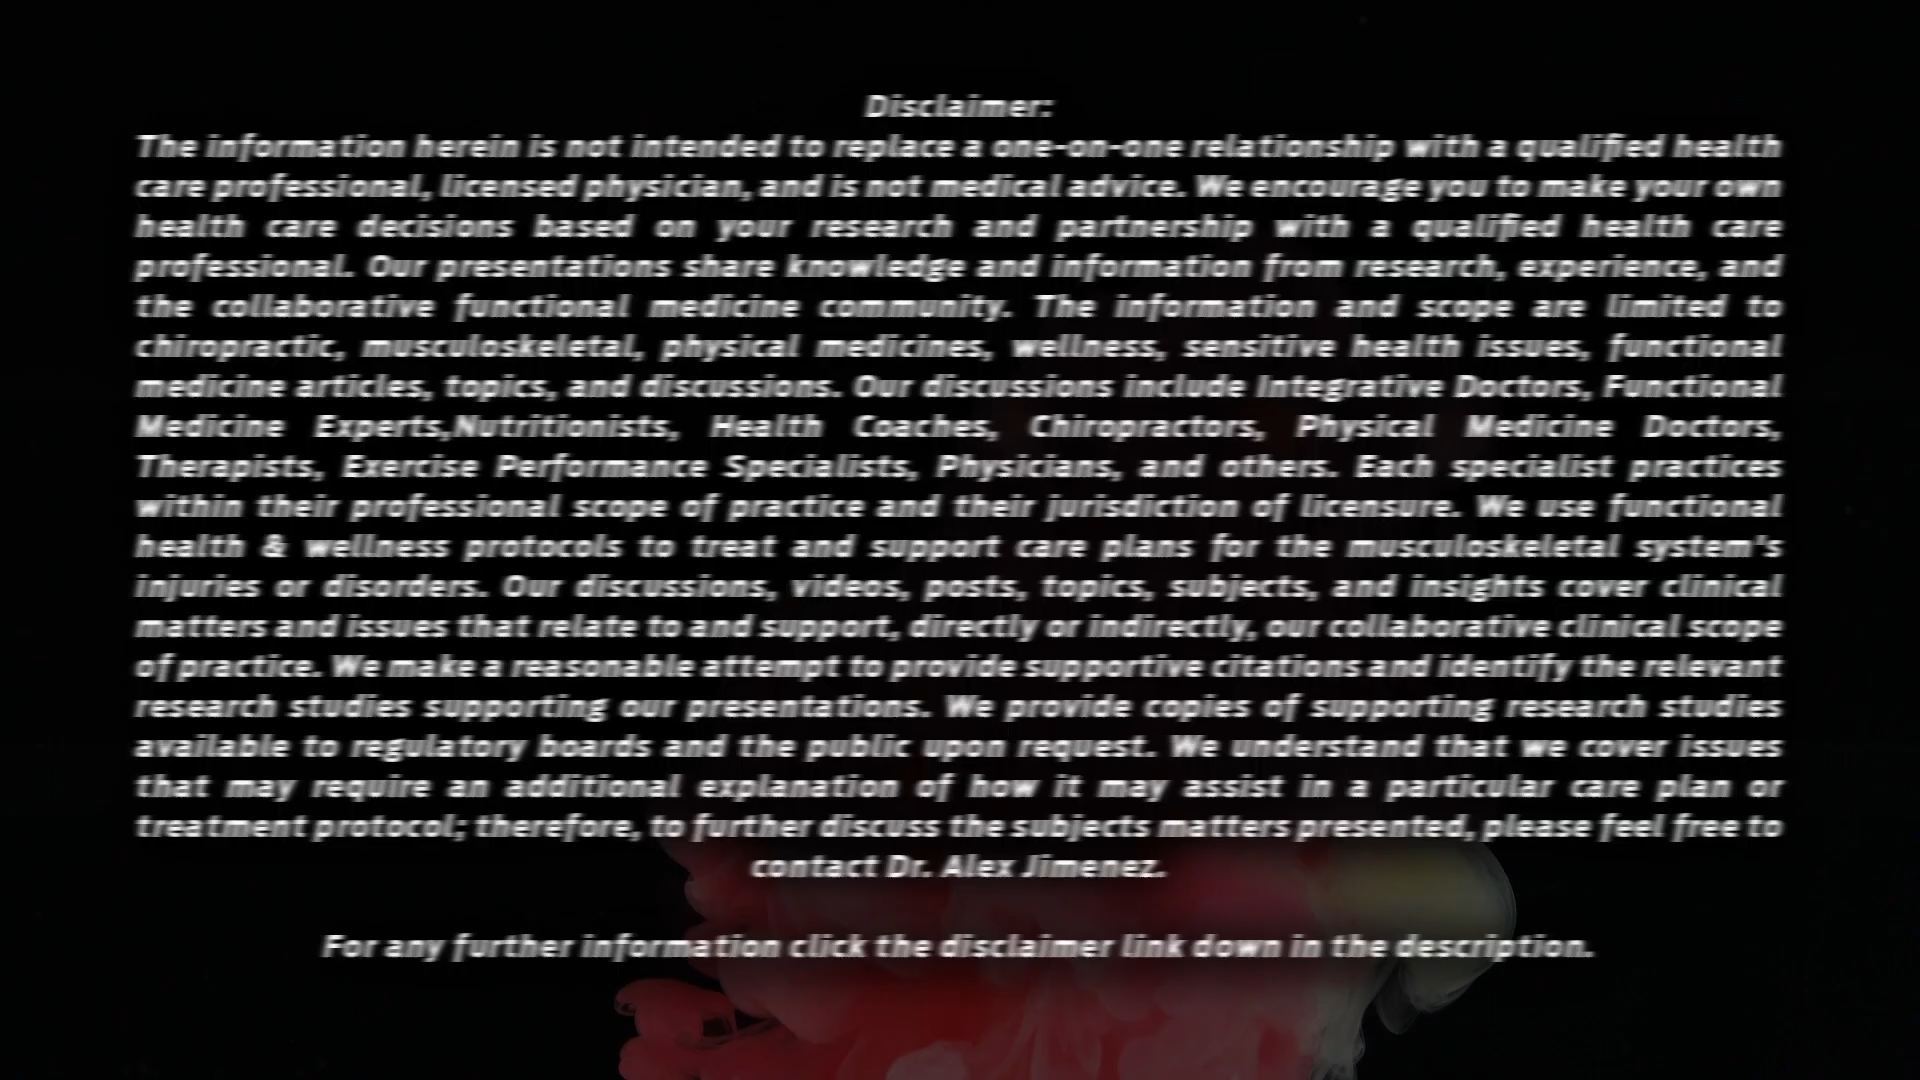 Disclaimer:
The information herein is not intended to replace a one-on-one relationship with a qualified health
care professional, licensed physician, and is not medical advice. We encourage you to make your own
health care decisions based on your research and partnership with a qualified health care
professional. Our presentations share knowledge and information from research, experience, and
the collaborative functional medicine community. The information and scope are limited to
chiropractic, musculoskeletal, physical medicines, wellness, sensitive health issues, functional
medicine articles, topics, and discussions. Our discussions include Integrative Doctors, Functional
Medicine Experts,Nutritionists, Health Coaches, Chiropractors, Physical Medicine Doctors,
Therapists, Exercise Performance Specialists, Physicians, and others. Each specialist practices
within their professional scope of practice and their jurisdiction of licensure. We use functional
health & wellness protocols to treat and support care plans for the musculoskeletal system's
injuries or disorders. Our discussions, videos, posts, topics, subjects, and insights cover clinical
matters and issues that relate to and support, directly or indirectly, our collaborative clinical scope
of practice. We make a reasonable attempt to provide supportive citations and identify the relevant
research studies supporting our presentations. We provide copies of supporting research studies
available to regulatory boards and the public upon request. We understand that we cover issues
that may require an additional explanation of how it may assist in a particular care plan or
treatment protocol; therefore, to further discuss the subjects matters presented, please feel free to
contact Dr. Alex Jimenez.
For any further information click the disclaimer link down in the description.